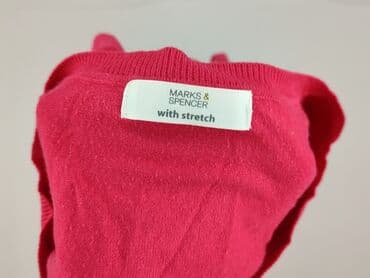 MARKS &
SPENCER
with stretch